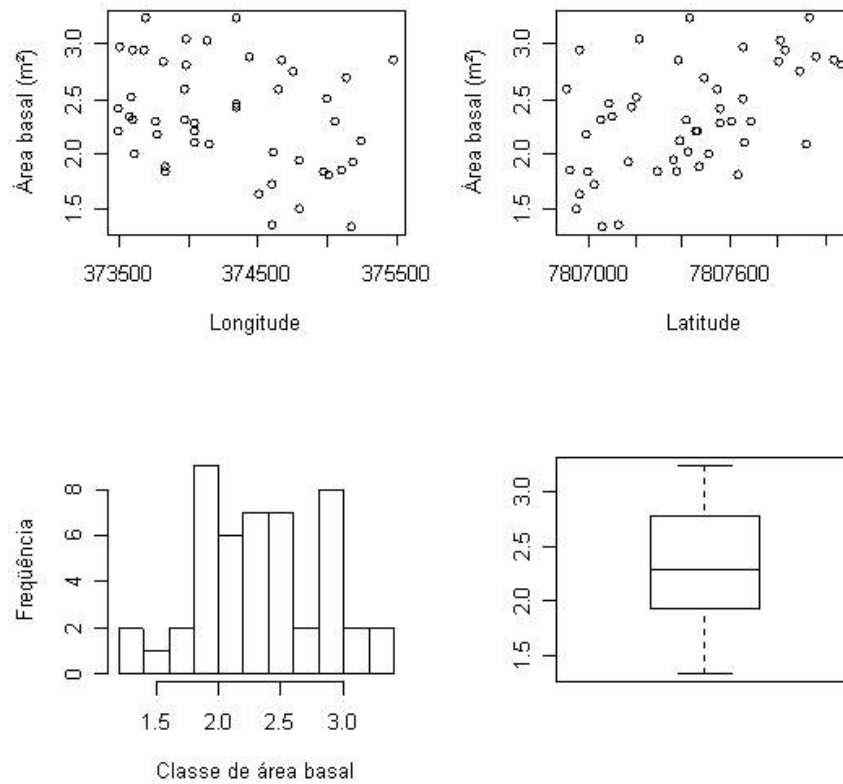 Área basal (m²)
1.5 2.0 2.5 3.0
373500 374500 375500
Longitude
Área basal (m²)
1.5 2.0 2.5 3.0
7807000 7807600
Latitude
Freqüência
0 2 4 6 8
1.5 2.0 2.5 3.0
Classe de área basal
1.5 2.0 2.5 3.0